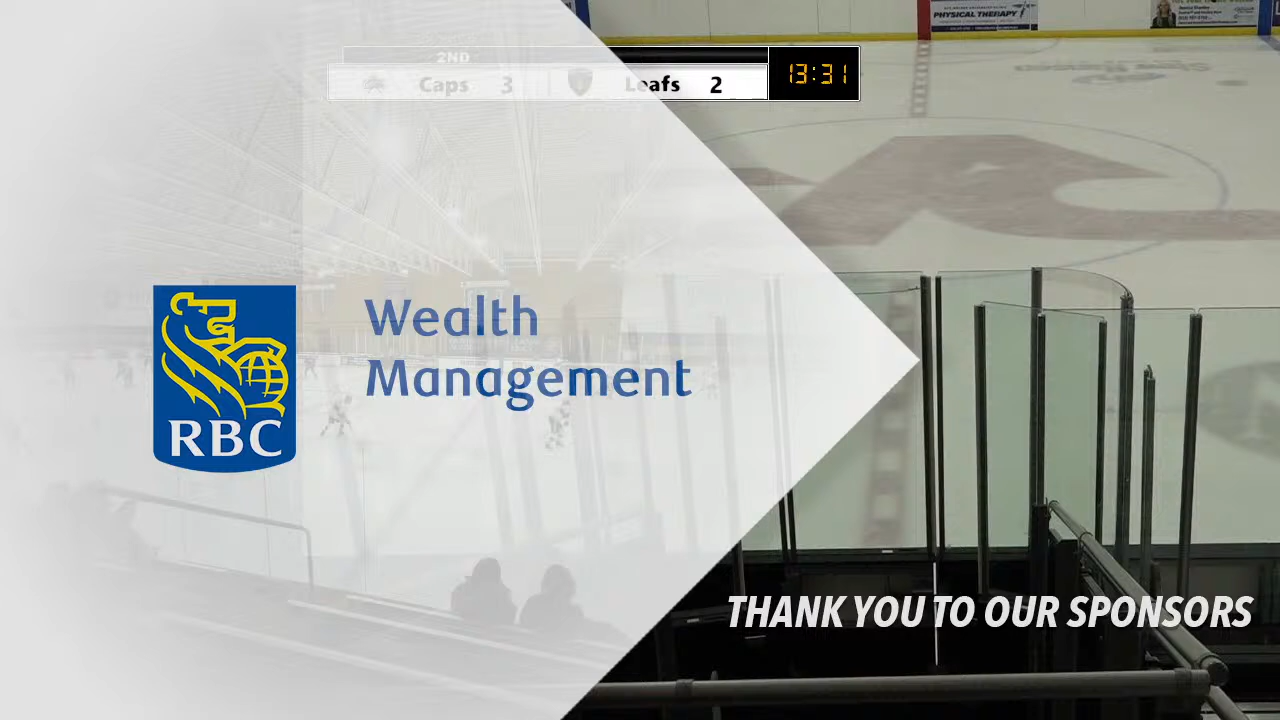 PHYSICAL THERAPY
2ND
Caps 3 Leafs 2 13:31
Wealth
Management
RBC
THANK YOU TO OUR SPONSORS